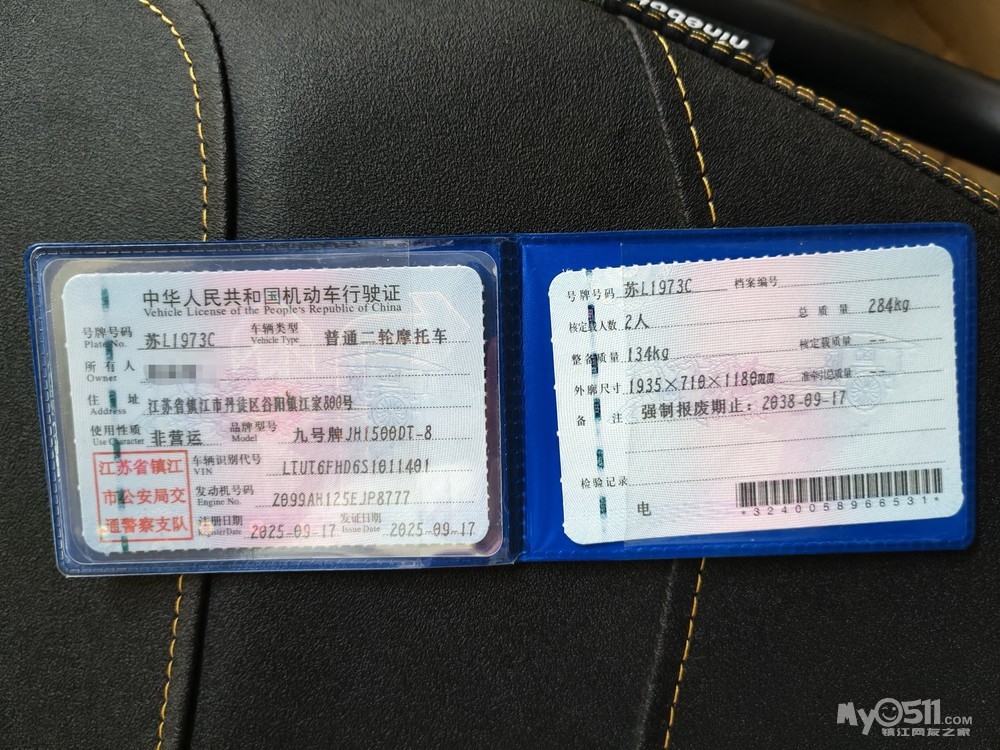 ninebot
中华人民共和国机动车行驶证
Vehicle License of the People's Republic of China
号牌号码 苏L1973C 车辆类型 普通二轮摩托车
Plate No. Vehicle Type
所有人
Owner
住址 江苏省镇江市丹徒区谷阳镇江家800号
Address
使用性质 非营运 品牌型号 九号牌JH1500DT-8
Use Character Model
江苏省镇江
市公安局交
通警察支队
车辆识别代号 LTUT6FHD6S1011401
VIN
发动机号码 Z099AH125EJP8777
Engine No.
注册日期 2025-09-17 发证日期 2025-09-17
Register Date Issue Date
号牌号码 苏L1973C 档案编号
核定载人数 2人 总质量 284kg
整备质量 134kg 核定载质量 --
外廓尺寸 1935×710×1180mm 准牵引总质量 --
备注 强制报废期止：2038-09-17
检验记录
电
*3240058966531*
My0511.COM
镇江网友之家